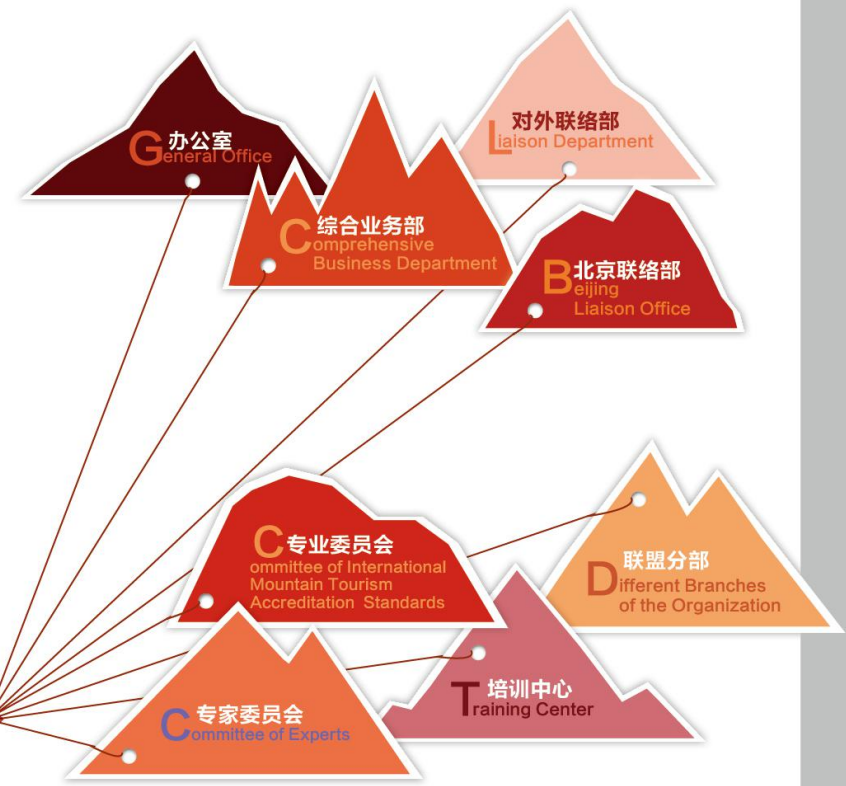 办公室
General Office
对外联络部
Liaison Department
综合业务部
Comprehensive
Business Department
北京联络部
Beijing
Liaison Office
专业委员会
Committee of International
Mountain Tourism
Accreditation Standards
联盟分部
Different Branches
of the Organization
专家委员会
Committee of Experts
培训中心
Training Center